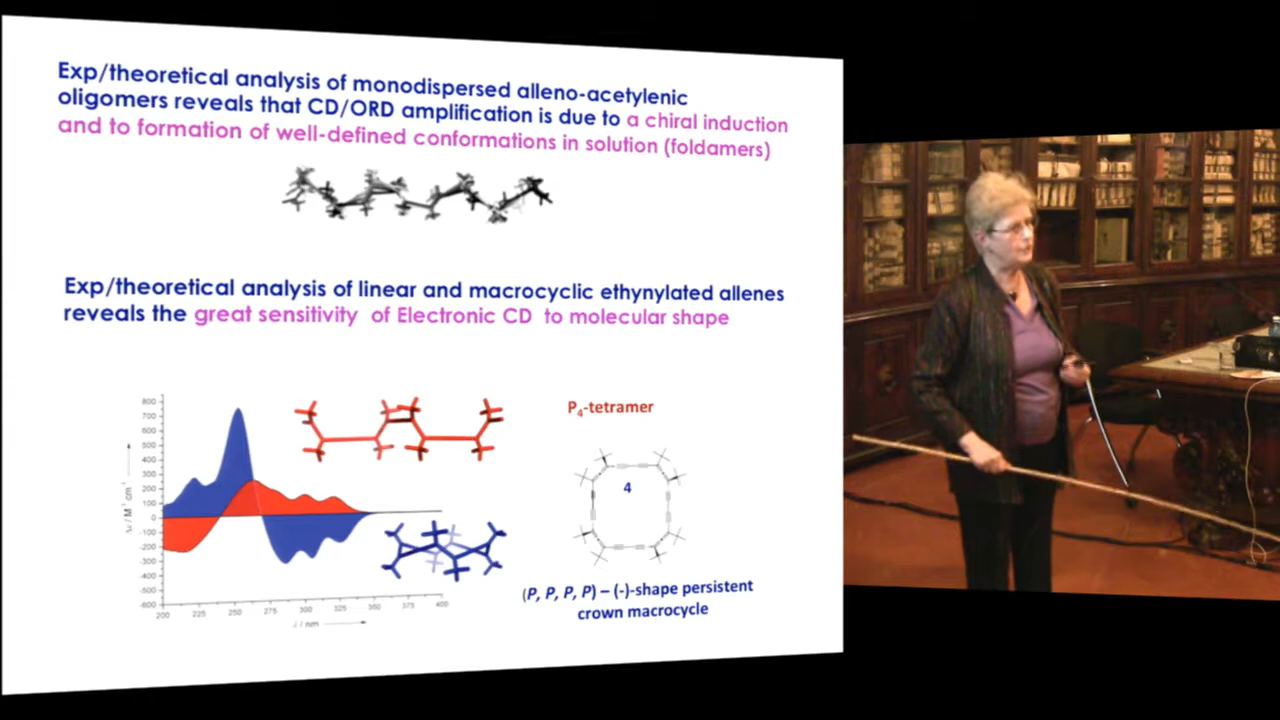 Exp/theoretical analysis of monodispersed alleno-acetylenic
oligomers reveals that CD/ORD amplification is due to a chiral induction
and to formation of well-defined conformations in solution (foldamers)
Exp/theoretical analysis of linear and macrocyclic ethynylated allenes
reveals the great sensitivity of Electronic CD to molecular shape
800
700
600
500
400
300
200
100
0
-100
-200
-300
-400
-500
-600
200 225 250 275 300 325 350 375 400
λ / nm
Δε / M⁻¹ cm⁻¹
P4-tetramer
4
(P, P, P, P) – (-)-shape persistent
crown macrocycle